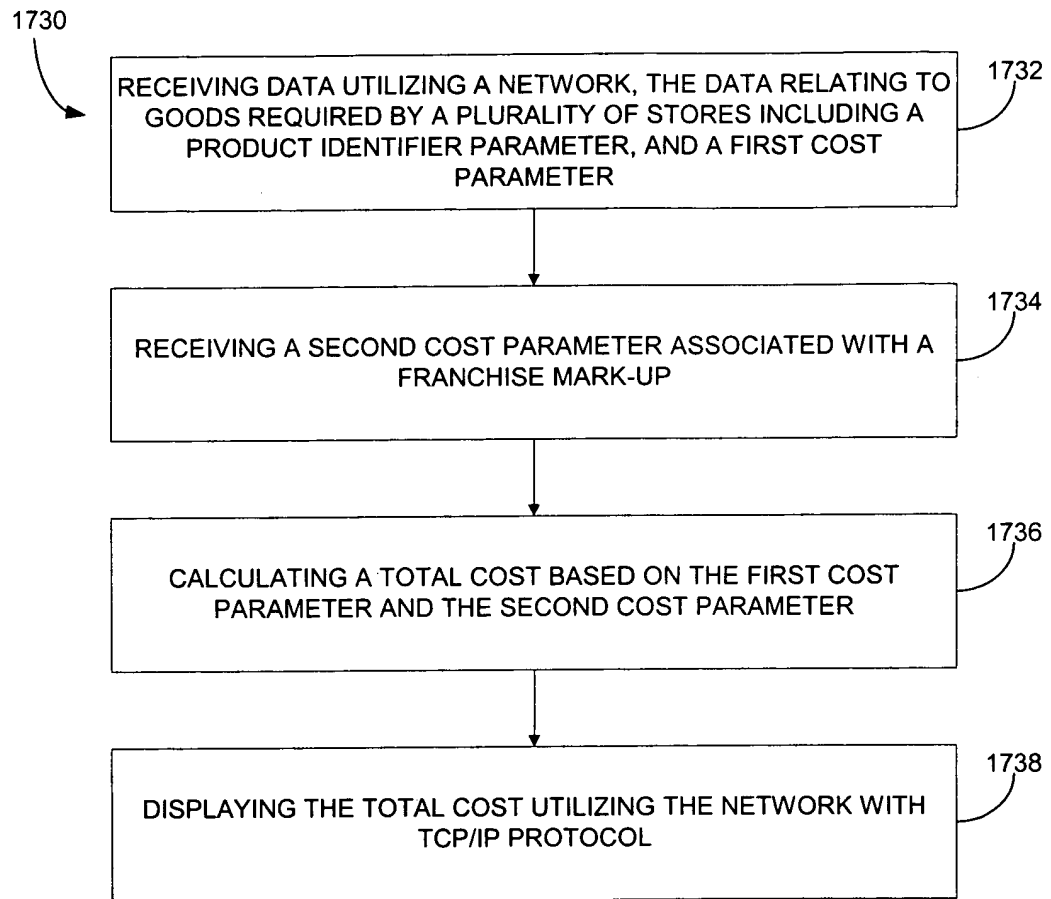 1730
1732
RECEIVING DATA UTILIZING A NETWORK, THE DATA RELATING TO
GOODS REQUIRED BY A PLURALITY OF STORES INCLUDING A
PRODUCT IDENTIFIER PARAMETER, AND A FIRST COST
PARAMETER
1734
RECEIVING A SECOND COST PARAMETER ASSOCIATED WITH A
FRANCHISE MARK-UP
1736
CALCULATING A TOTAL COST BASED ON THE FIRST COST
PARAMETER AND THE SECOND COST PARAMETER
1738
DISPLAYING THE TOTAL COST UTILIZING THE NETWORK WITH
TCP/IP PROTOCOL